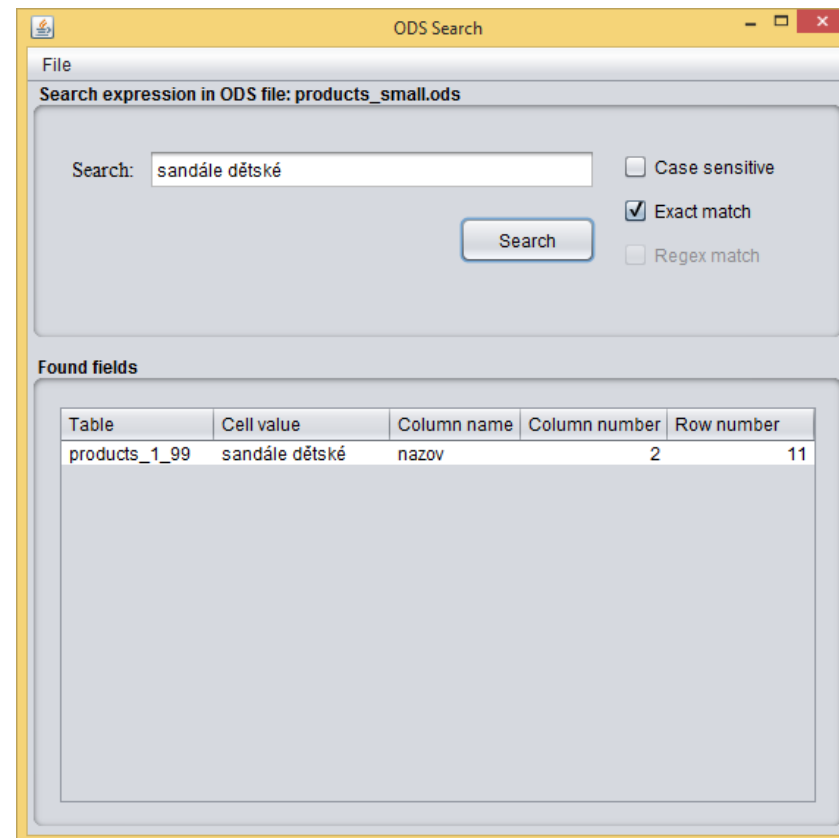 ODS Search
File
Search expression in ODS file: products_small.ods
Search: sandále dětské
Case sensitive
Exact match
Search
Regex match
Found fields
Table Cell value Column name Column number Row number
products_1_99 sandále dětské nazov 2 11